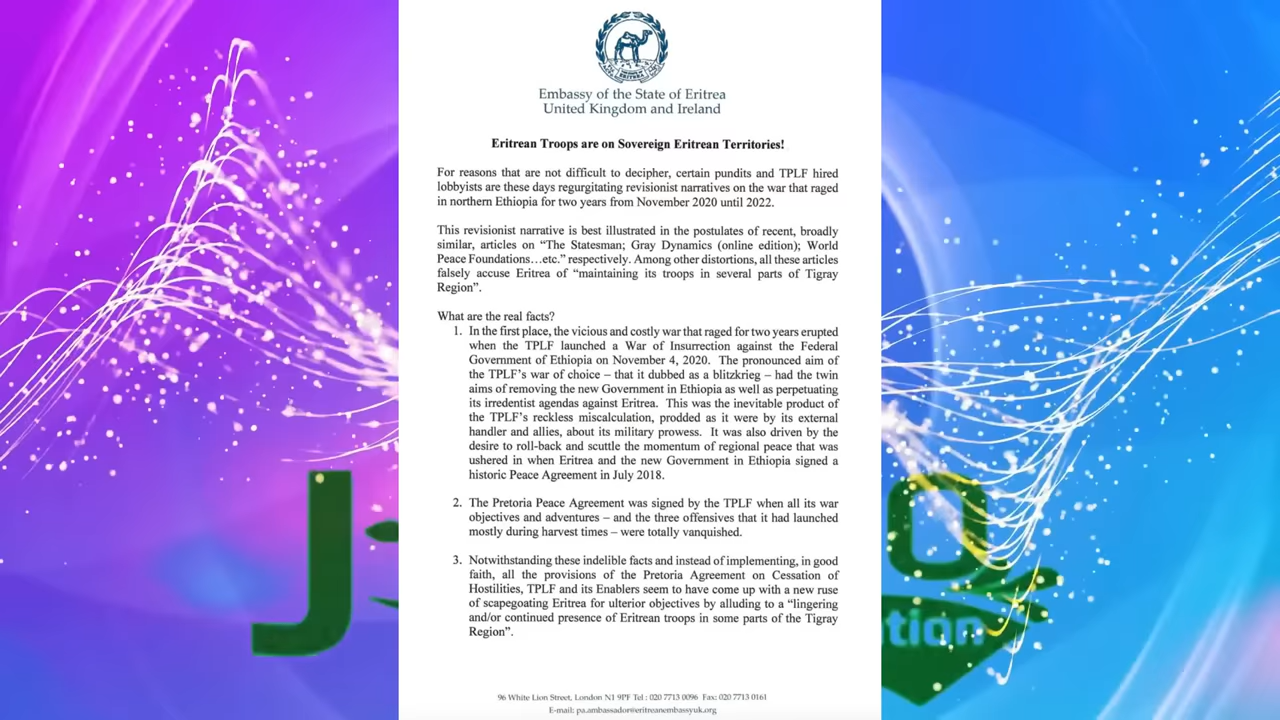 Embassy of the State of Eritrea
United Kingdom and Ireland
Eritrean Troops are on Sovereign Eritrean Territories!
For reasons that are not difficult to decipher, certain pundits and TPLF hired
lobbyists are these days regurgitating revisionist narratives on the war that raged
in northern Ethiopia for two years from November 2020 until 2022.
This revisionist narrative is best illustrated in the postulates of recent, broadly
similar, articles on “The Statesman; Gray Dynamics (online edition); World
Peace Foundations…etc.” respectively. Among other distortions, all these articles
falsely accuse Eritrea of “maintaining its troops in several parts of Tigray
Region”.
What are the real facts?
1. In the first place, the vicious and costly war that raged for two years erupted
when the TPLF launched a War of Insurrection against the Federal
Government of Ethiopia on November 4, 2020. The pronounced aim of
the TPLF’s war of choice – that it dubbed as a blitzkrieg – had the twin
aims of removing the new Government in Ethiopia as well as perpetuating
its irredentist agendas against Eritrea. This was the inevitable product of
the TPLF’s reckless miscalculation, prodded as it were by its external
handler and allies, about its military prowess. It was also driven by the
desire to roll-back and scuttle the momentum of regional peace that was
ushered in when Eritrea and the new Government in Ethiopia signed a
historic Peace Agreement in July 2018.
2. The Pretoria Peace Agreement was signed by the TPLF when all its war
objectives and adventures – and the three offensives that it had launched
mostly during harvest times – were totally vanquished.
3. Notwithstanding these indelible facts and instead of implementing, in good
faith, all the provisions of the Pretoria Agreement on Cessation of
Hostilities, TPLF and its Enablers seem to have come up with a new ruse
of scapegoating Eritrea for ulterior objectives by alluding to a “lingering
and/or continued presence of Eritrean troops in some parts of the Tigray
Region”.
96 White Lion Street, London N1 9PF Tel : 020 7713 0096 Fax: 020 7713 0161
E-mail: pa.ambassador@eritreanembassyuk.org